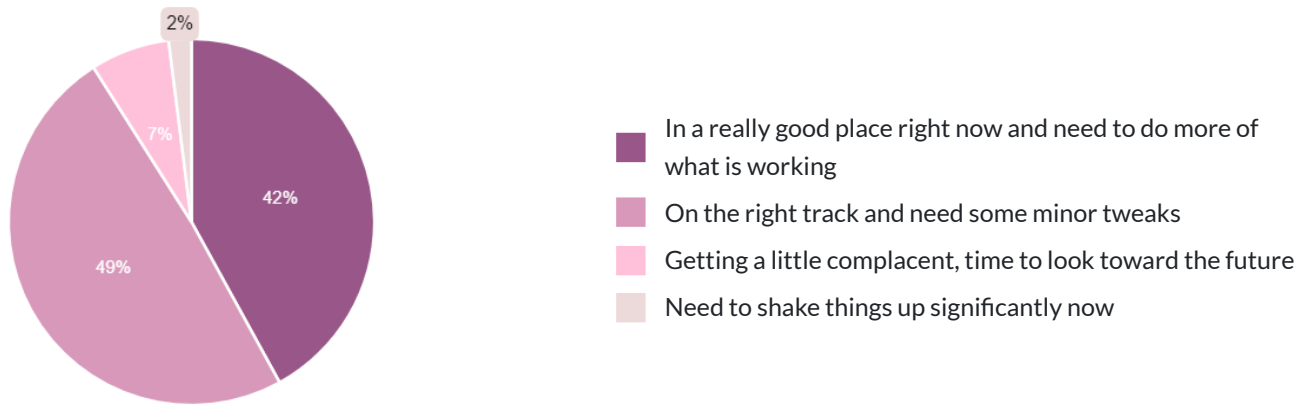 2%
7%
42%
49%
In a really good place right now and need to do more of
what is working
On the right track and need some minor tweaks
Getting a little complacent, time to look toward the future
Need to shake things up significantly now